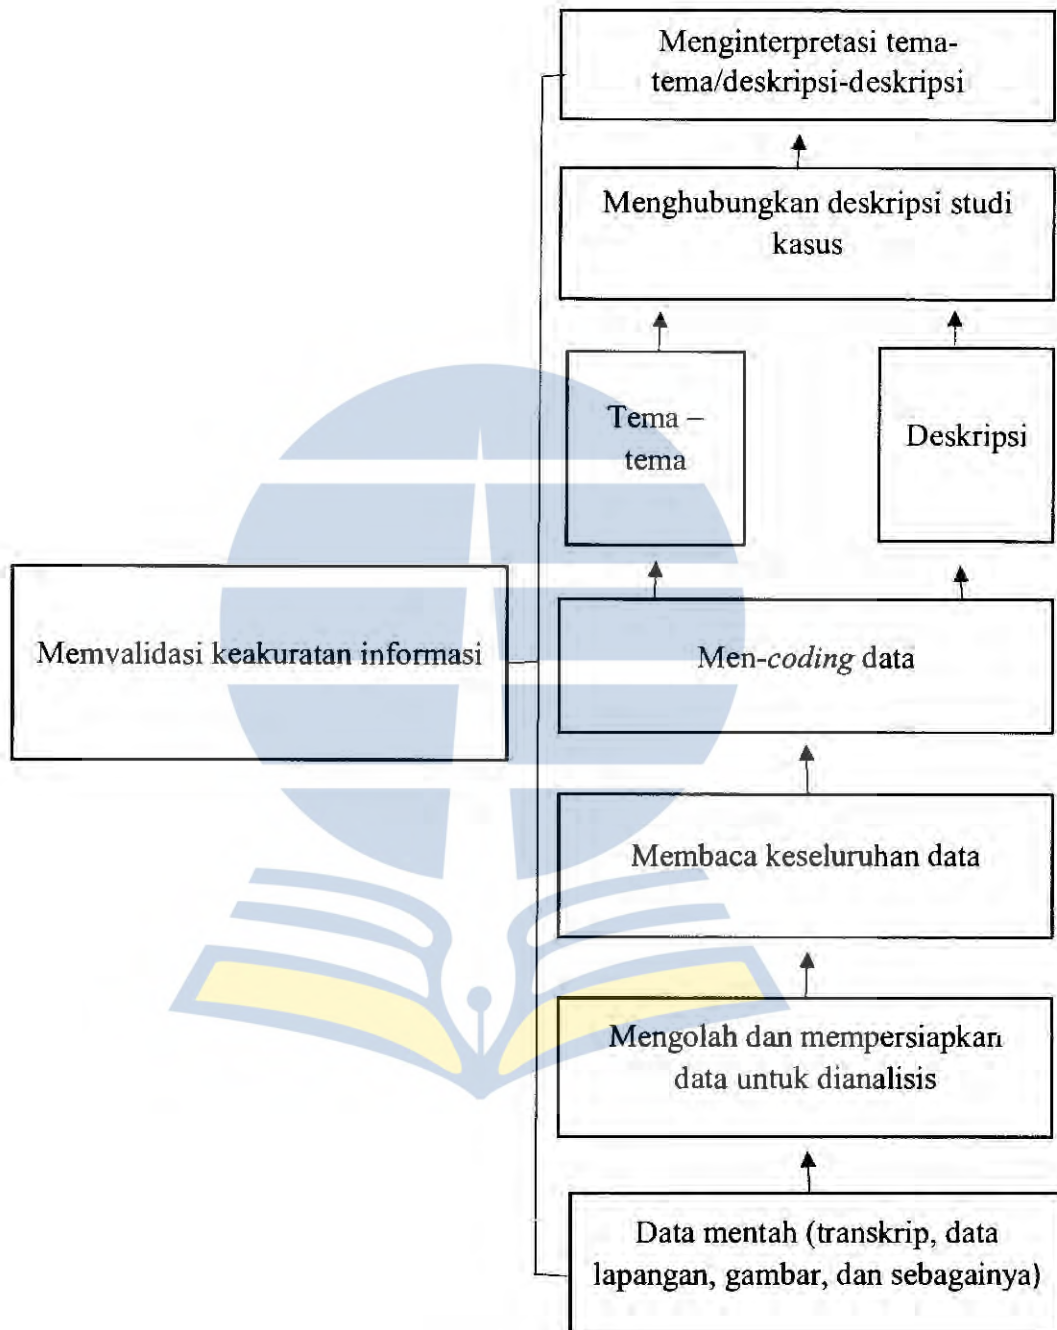 Menginterpretasi tema-
tema/deskripsi-deskripsi
Menghubungkan deskripsi studi
kasus
Tema –
tema
Deskripsi
Memvalidasi keakuratan informasi
Men-coding data
Membaca keseluruhan data
Mengolah dan mempersiapkan
data untuk dianalisis
Data mentah (transkrip, data
lapangan, gambar, dan sebagainya)